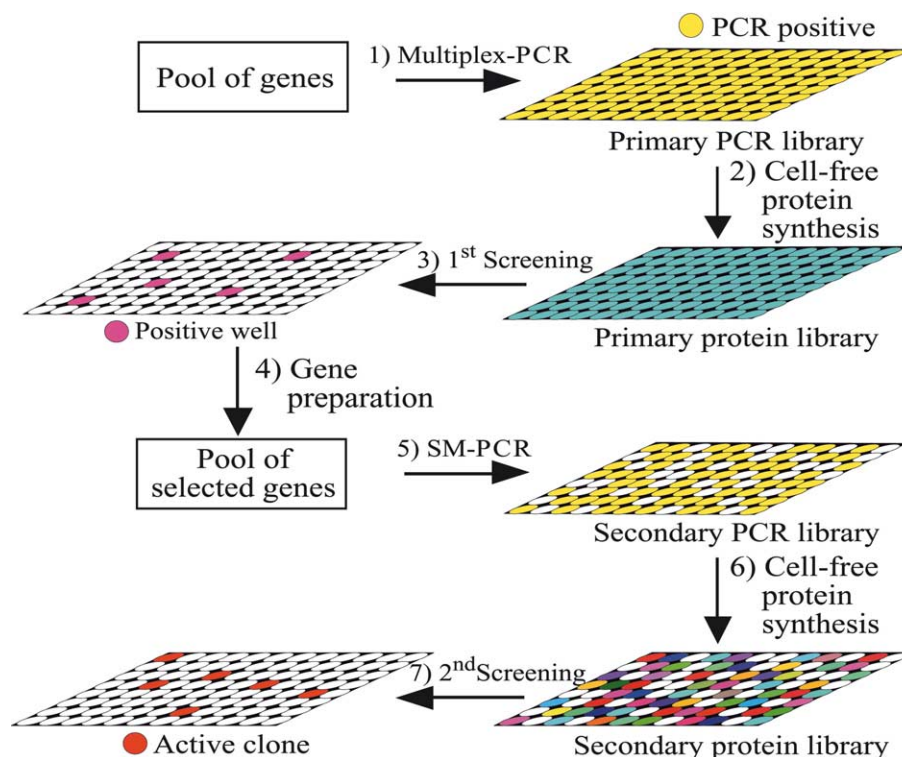 PCR positive
Pool of genes
1) Multiplex-PCR
Primary PCR library
2) Cell-free
protein
synthesis
3) 1st Screening
Positive well
Primary protein library
4) Gene
preparation
Pool of
selected genes
5) SM-PCR
Secondary PCR library
6) Cell-free
protein
synthesis
7) 2ndScreening
Active clone
Secondary protein library